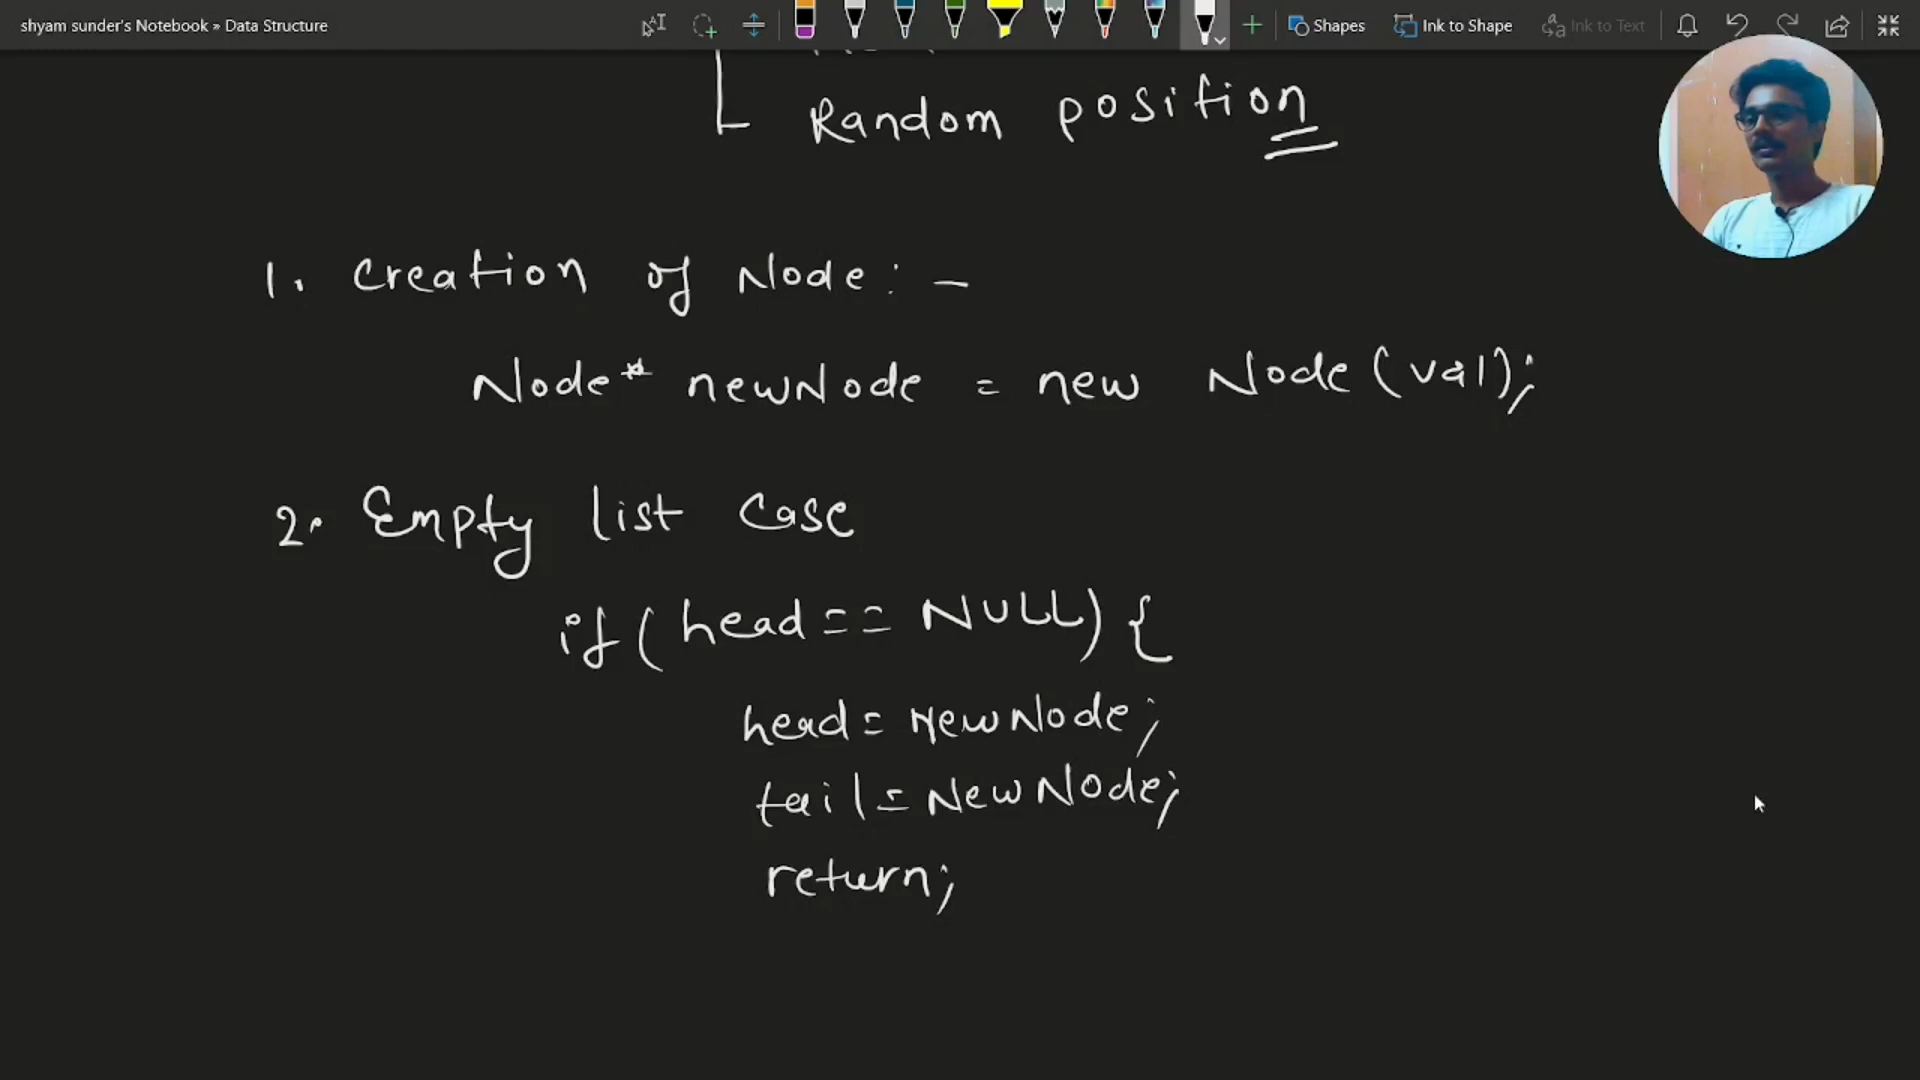 shyam sunder's Notebook » Data Structure
Shapes
Ink to Shape
Ink to Text
Random position
1. Creation of Node: -
Node* newNode = new Node(val);
2. Empty list case
if(head == NULL) {
head = NewNode;
tail = NewNode;
return;